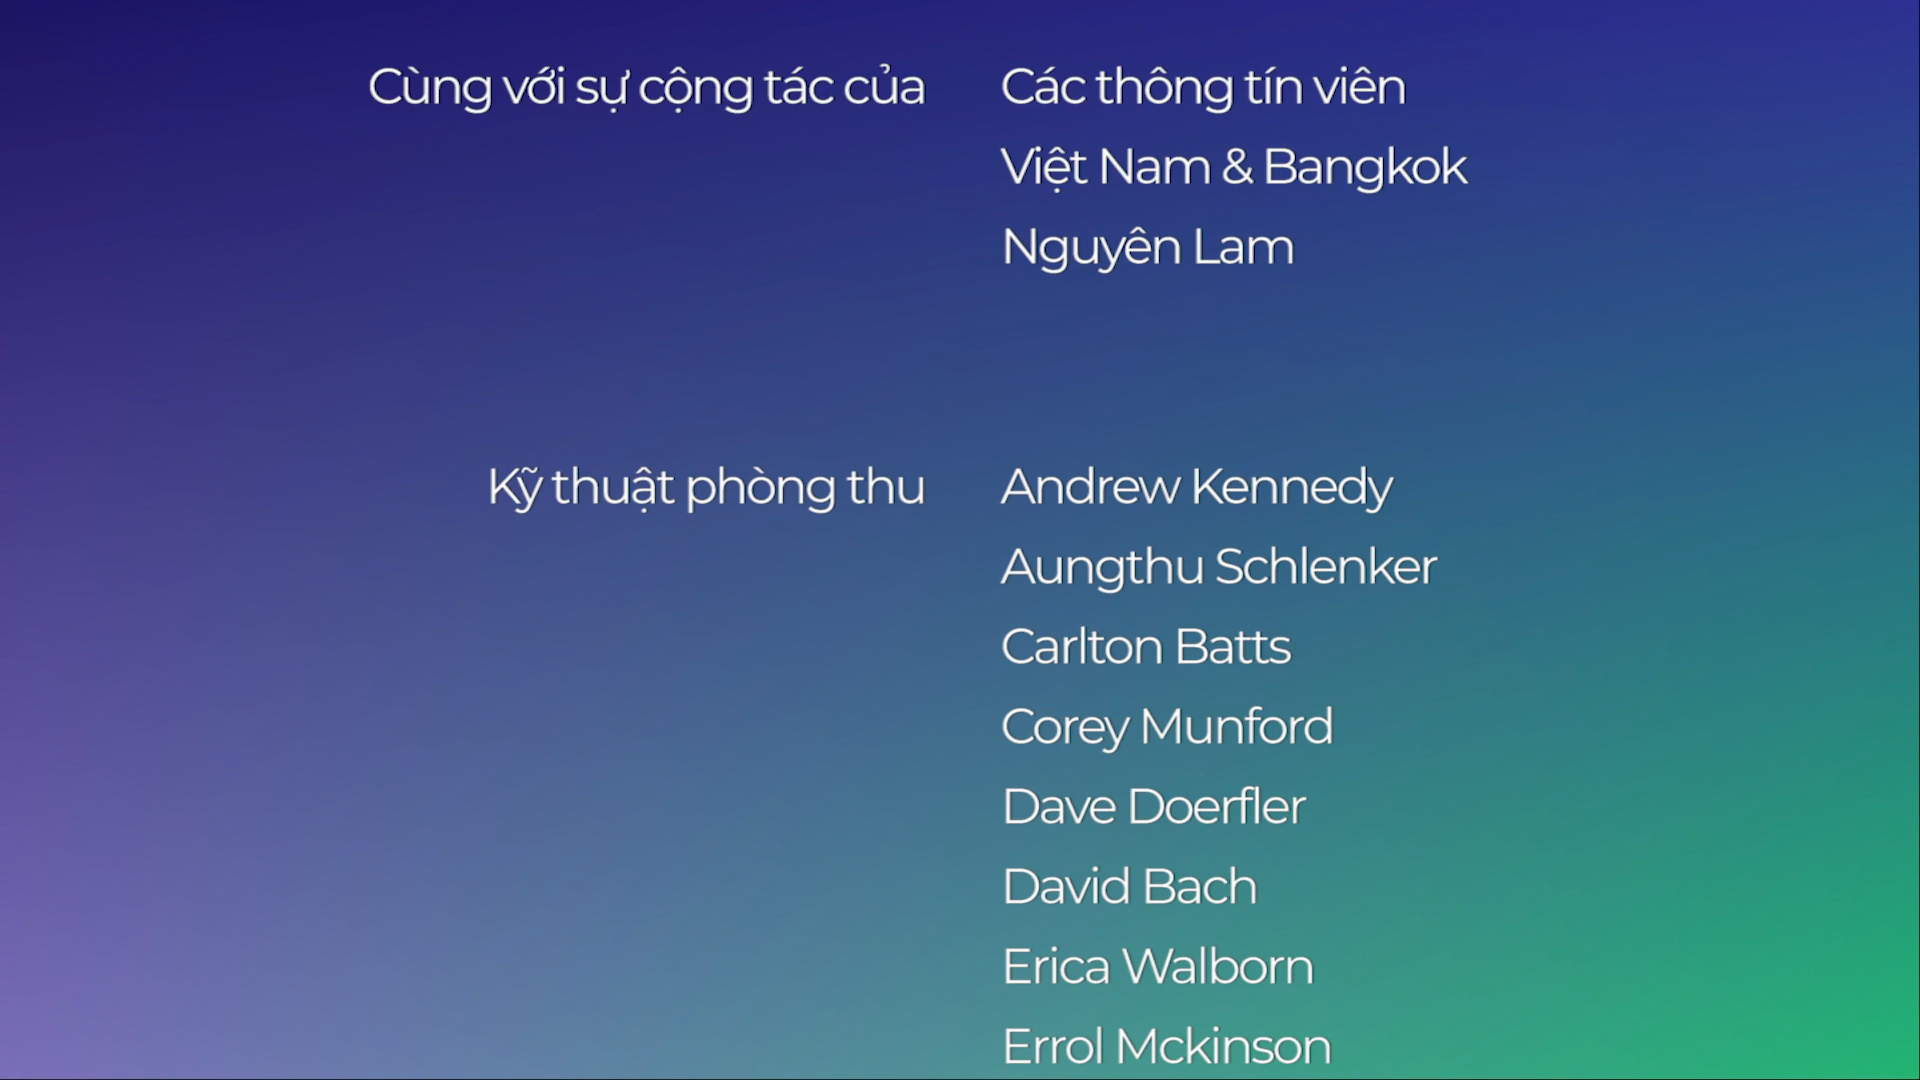 Cùng với sự cộng tác của Các thông tín viên
Việt Nam & Bangkok
Nguyên Lam
Kỹ thuật phòng thu Andrew Kennedy
Aungthu Schlenker
Carlton Batts
Corey Munford
Dave Doerfler
David Bach
Erica Walborn
Errol Mckinson